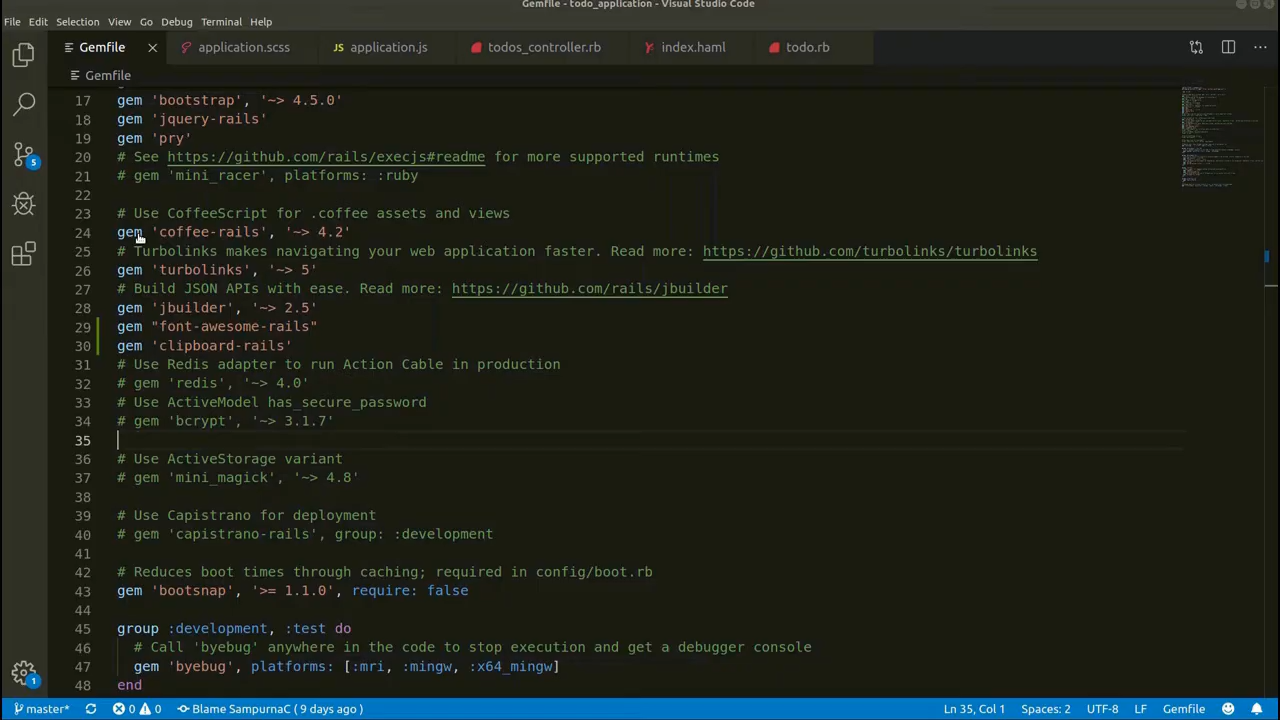 Gemfile - todo_application - Visual Studio Code
File Edit Selection View Go Debug Terminal Help
Gemfile application.scss application.js todos_controller.rb index.haml todo.rb
Gemfile
17 gem 'bootstrap', '~> 4.5.0'
18 gem 'jquery-rails'
19 gem 'pry'
20 # See https://github.com/rails/execjs#readme for more supported runtimes
21 # gem 'mini_racer', platforms: :ruby
22
23 # Use CoffeeScript for .coffee assets and views
24 gem 'coffee-rails', '~> 4.2'
25 # Turbolinks makes navigating your web application faster. Read more: https://github.com/turbolinks/turbolinks
26 gem 'turbolinks', '~> 5'
27 # Build JSON APIs with ease. Read more: https://github.com/rails/jbuilder
28 gem 'jbuilder', '~> 2.5'
29 gem "font-awesome-rails"
30 gem 'clipboard-rails'
31 # Use Redis adapter to run Action Cable in production
32 # gem 'redis', '~> 4.0'
33 # Use ActiveModel has_secure_password
34 # gem 'bcrypt', '~> 3.1.7'
35
36 # Use ActiveStorage variant
37 # gem 'mini_magick', '~> 4.8'
38
39 # Use Capistrano for deployment
40 # gem 'capistrano-rails', group: :development
41
42 # Reduces boot times through caching; required in config/boot.rb
43 gem 'bootsnap', '>= 1.1.0', require: false
44
45 group :development, :test do
46 # Call 'byebug' anywhere in the code to stop execution and get a debugger console
47 gem 'byebug', platforms: [:mri, :mingw, :x64_mingw]
48 end
5
1
master* 0 0 Blame SampurnaC ( 9 days ago ) Ln 35, Col 1 Spaces: 2 UTF-8 LF Gemfile